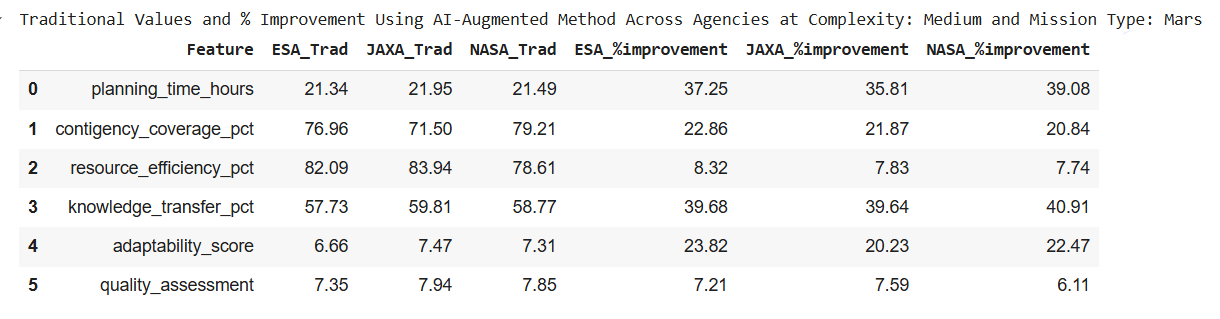 Traditional Values and % Improvement Using AI-Augmented Method Across Agencies at Complexity: Medium and Mission Type: Mars
Feature ESA_Trad JAXA_Trad NASA_Trad ESA_%improvement JAXA_%improvement NASA_%improvement
0 planning_time_hours 21.34 21.95 21.49 37.25 35.81 39.08
1 contigency_coverage_pct 76.96 71.50 79.21 22.86 21.87 20.84
2 resource_efficiency_pct 82.09 83.94 78.61 8.32 7.83 7.74
3 knowledge_transfer_pct 57.73 59.81 58.77 39.68 39.64 40.91
4 adaptability_score 6.66 7.47 7.31 23.82 20.23 22.47
5 quality_assessment 7.35 7.94 7.85 7.21 7.59 6.11